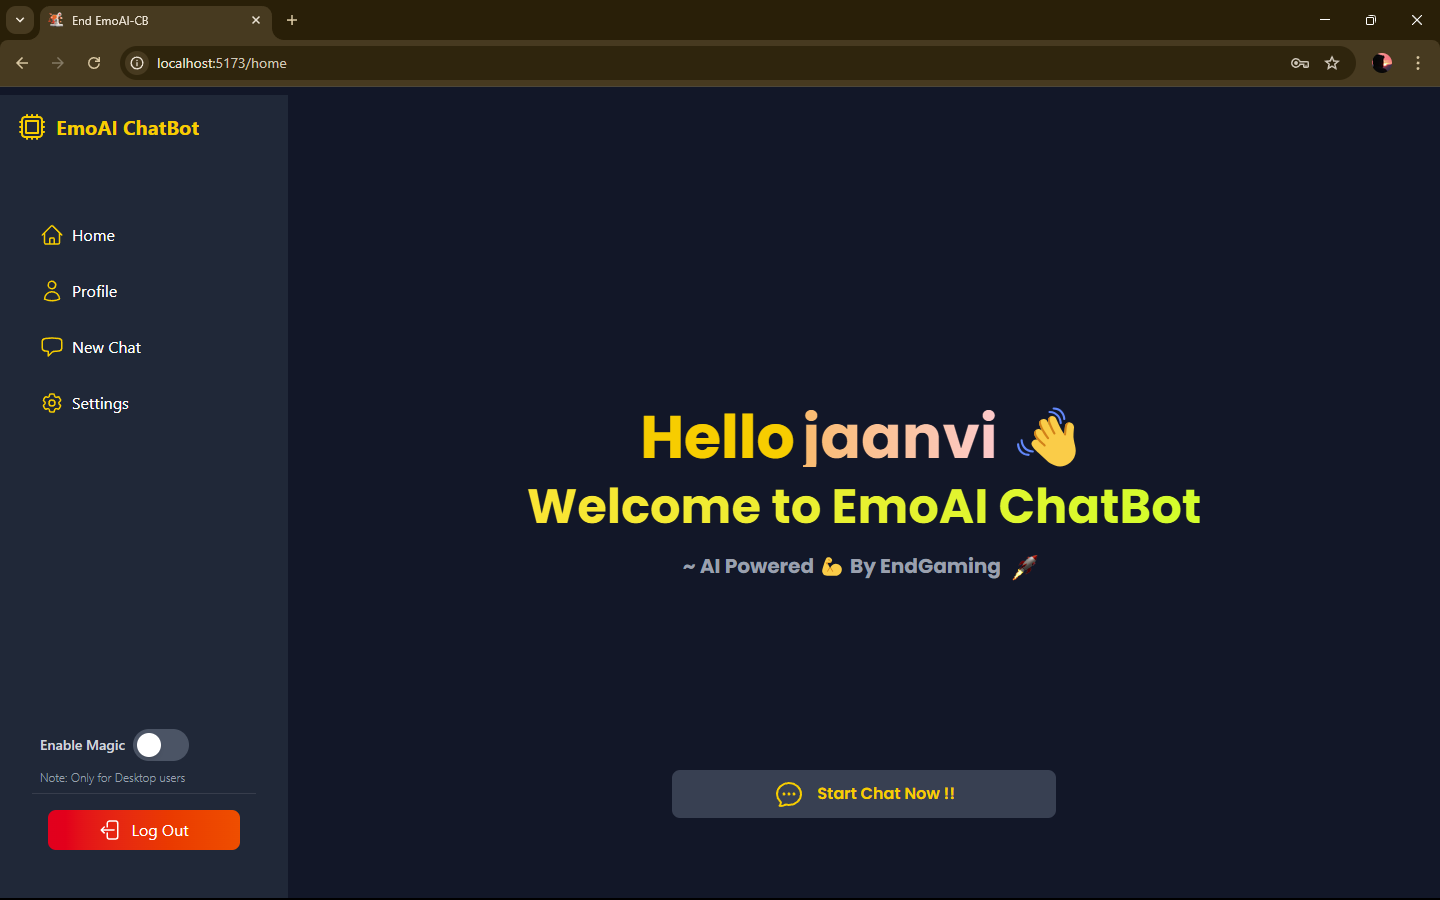 End EmoAI-CB
localhost:5173/home
EmoAI ChatBot
Home
Profile
New Chat
Settings
Hello jaanvi 👋
Welcome to EmoAI ChatBot
~ AI Powered 💪 By EndGaming 🚀
Start Chat Now !!
Enable Magic
Note: Only for Desktop users
Log Out